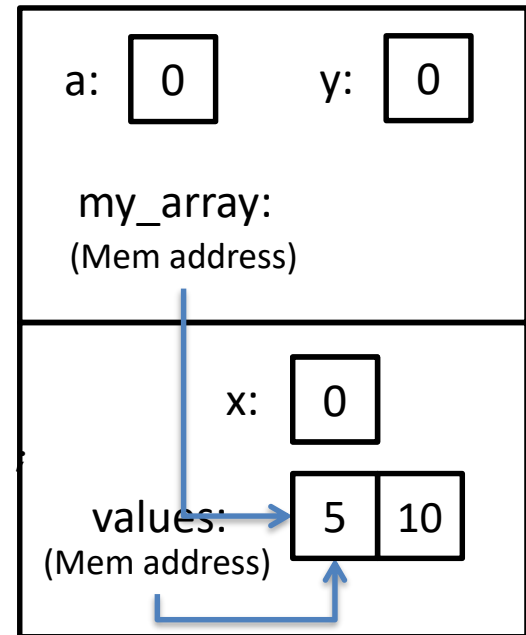 a: 0 y: 0
my_array:
(Mem address)
x: 0
;
values: 5 10
(Mem address)